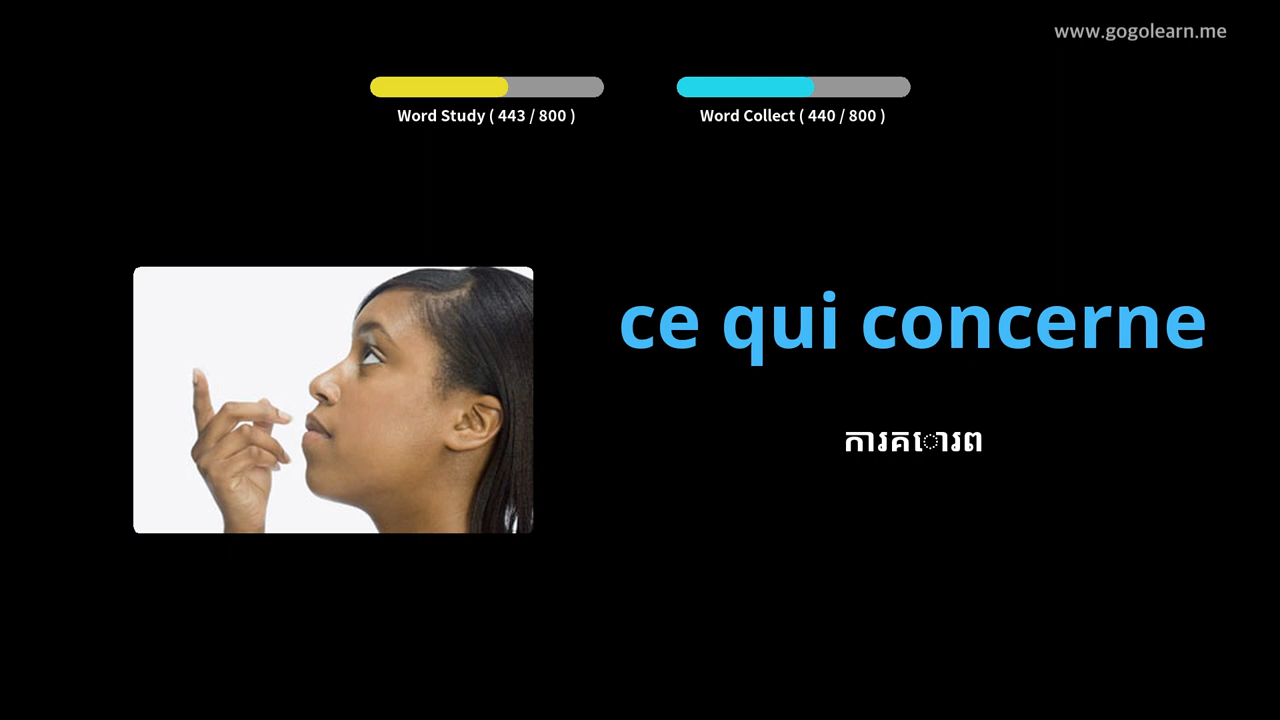 www.gogolearn.me
Word Study ( 443 / 800 )
Word Collect ( 440 / 800 )
ce qui concerne
ការគោរព